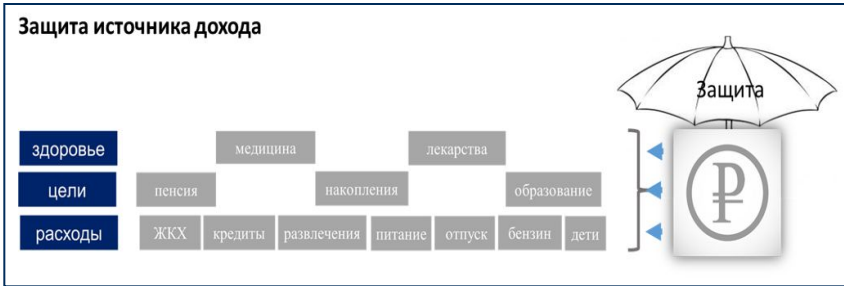 Защита источника дохода
Защита
здоровье медицина лекарства
цели пенсия накопления образование
расходы ЖКХ кредиты развлечения питание отпуск бензин дети